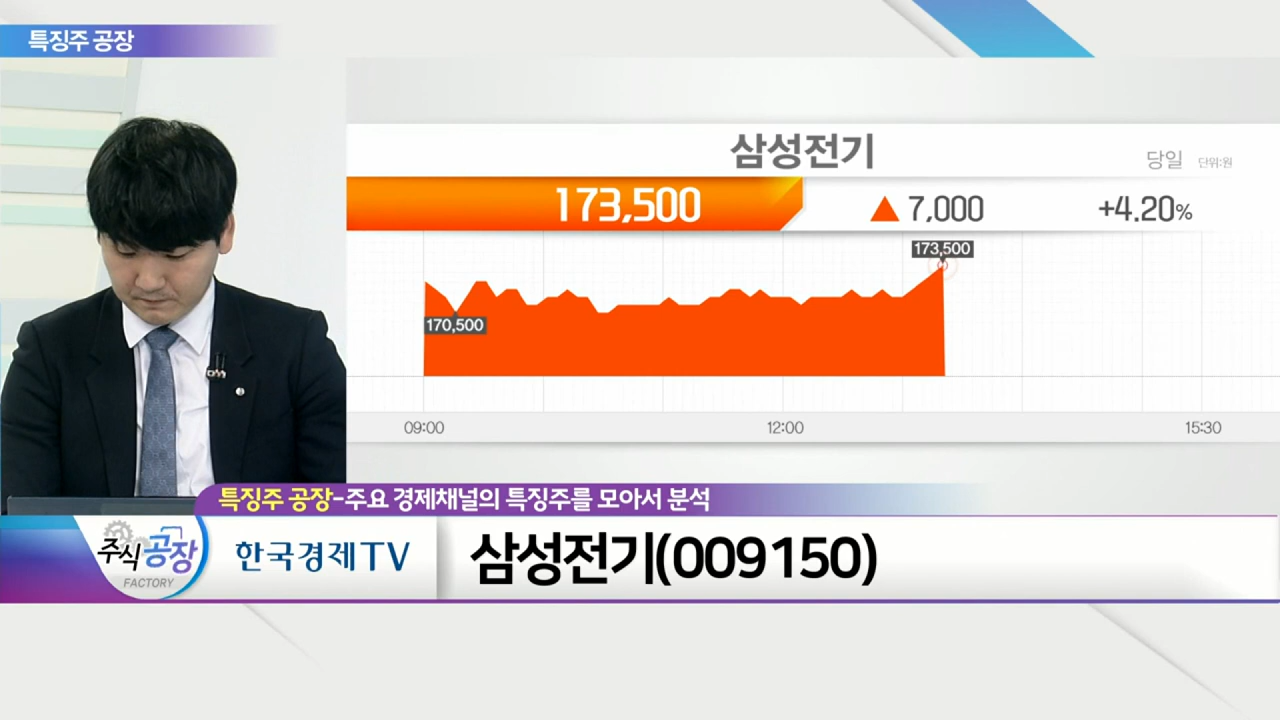 특징주 공장
삼성전기
당일 단위:원
173,500 ▲ 7,000 +4.20%
173,500
170,500
09:00 12:00 15:30
특징주 공장-주요 경제채널의 특징주를 모아서 분석
주식공장
FACTORY
한국경제TV
삼성전기(009150)